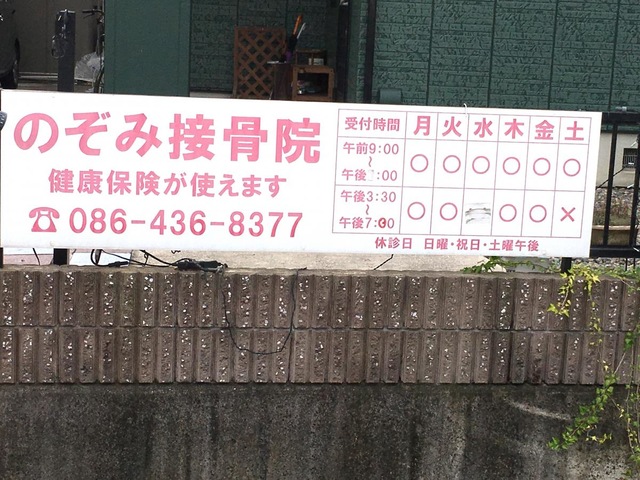 のぞみ接骨院
健康保険が使えます
☎086-436-8377
受付時間 月 火 水 木 金 土
午前9:00 ~ 午後 :00 ○ ○ ○ ○ ○ ○
午後3:30 ~ 午後7:00 ○ ○ ○ ○ ×
休診日 日曜・祝日・土曜午後